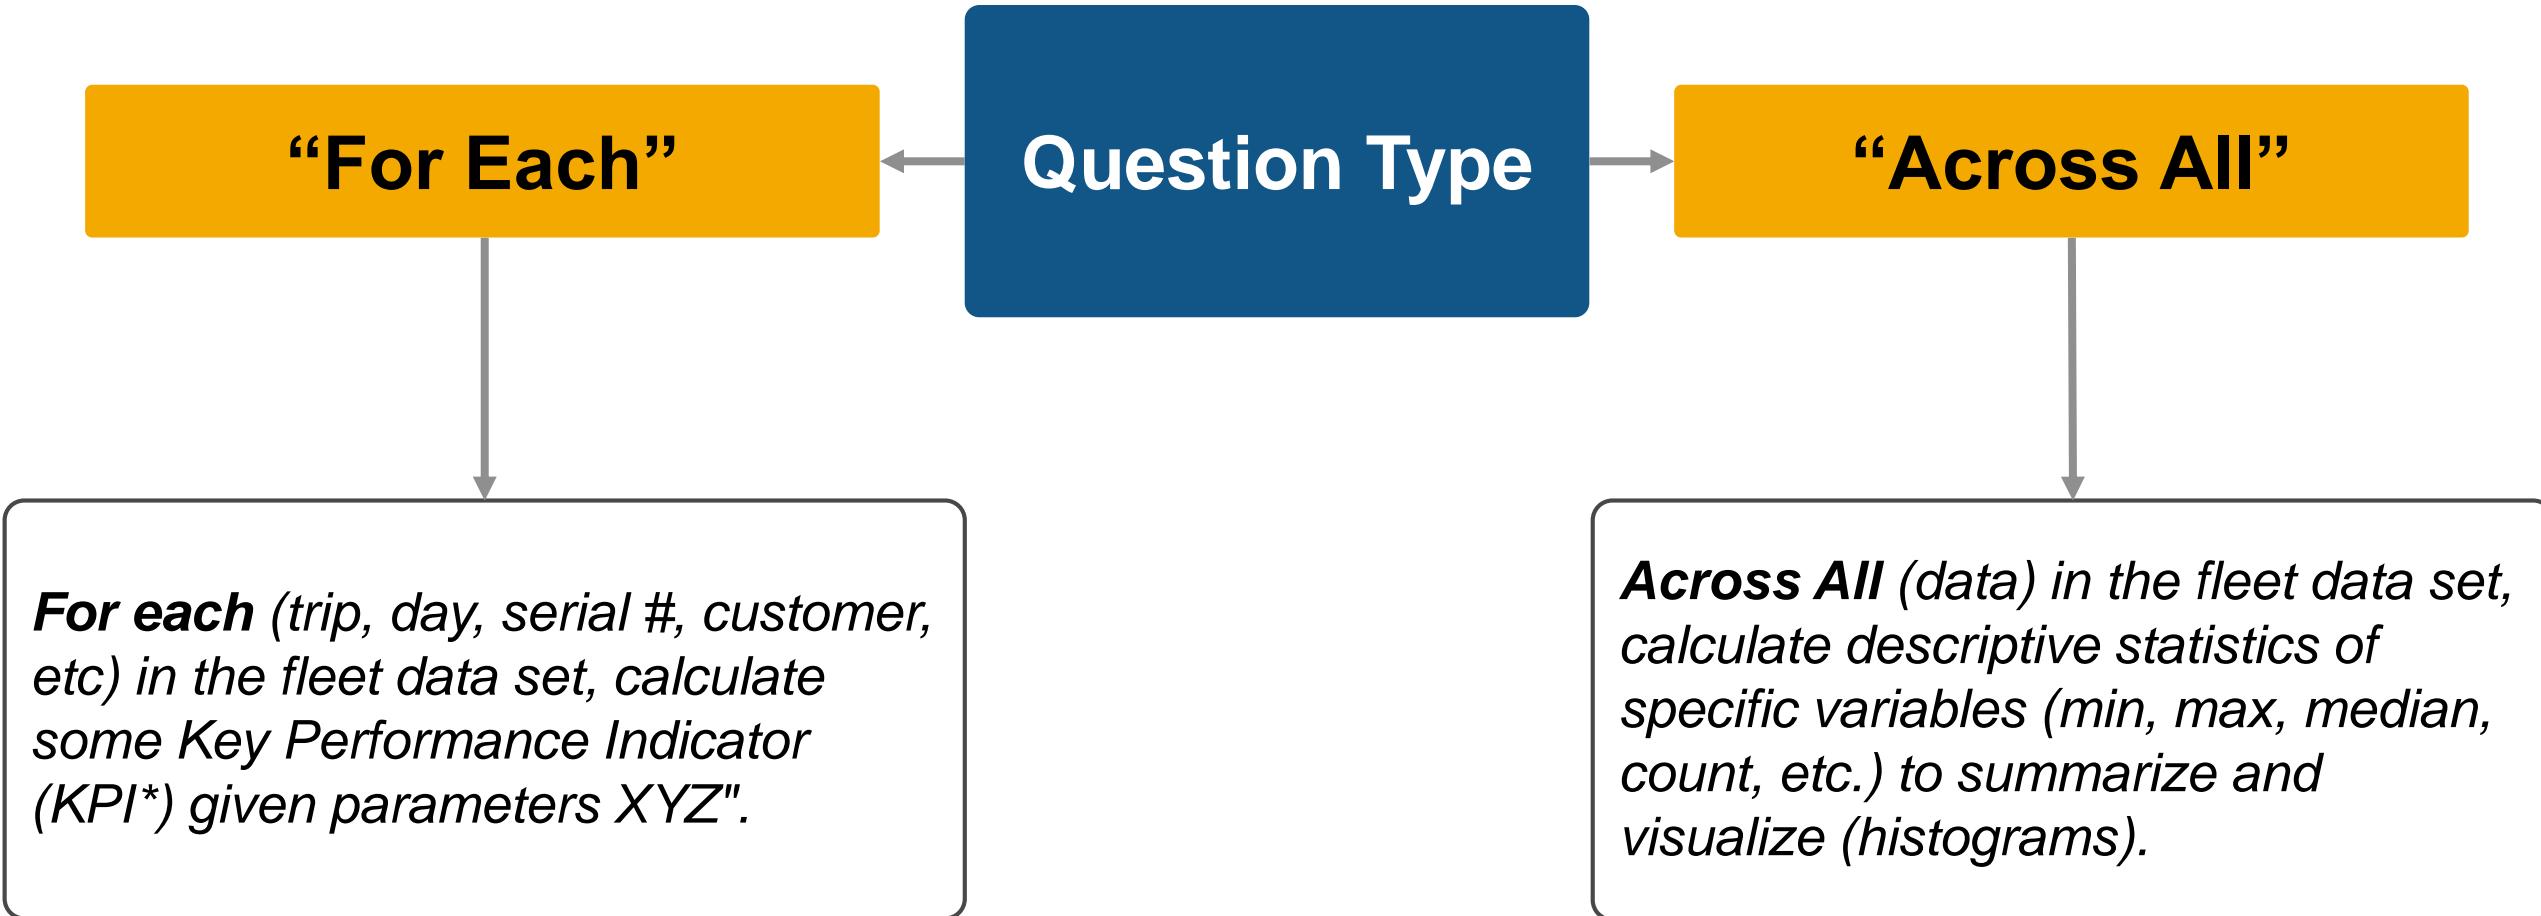 “For Each”
Question Type
“Across All”
For each (trip, day, serial #, customer,
etc) in the fleet data set, calculate
some Key Performance Indicator
(KPI*) given parameters XYZ".
Across All (data) in the fleet data set,
calculate descriptive statistics of
specific variables (min, max, median,
count, etc.) to summarize and
visualize (histograms).